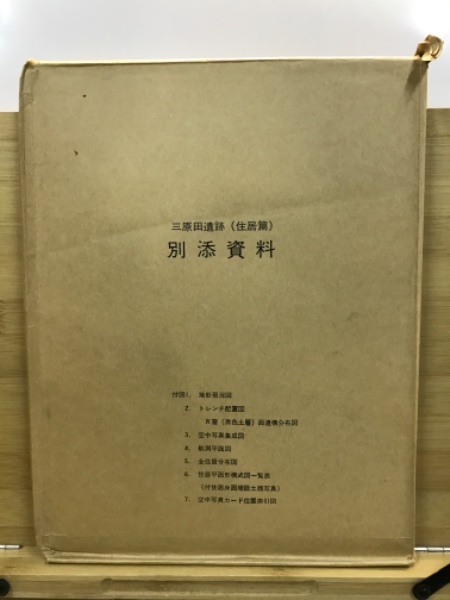 三原田遺跡（住居篇）
別添資料
付図1. 地形現況図
2. トレンチ配置図
B層（黒色土層）面遺構分布図
3. 空中写真集成図
4. 航測平面図
5. 全住居分布図
6. 住居平面形模式図一覧表
7. 空中写真カード位置索引図